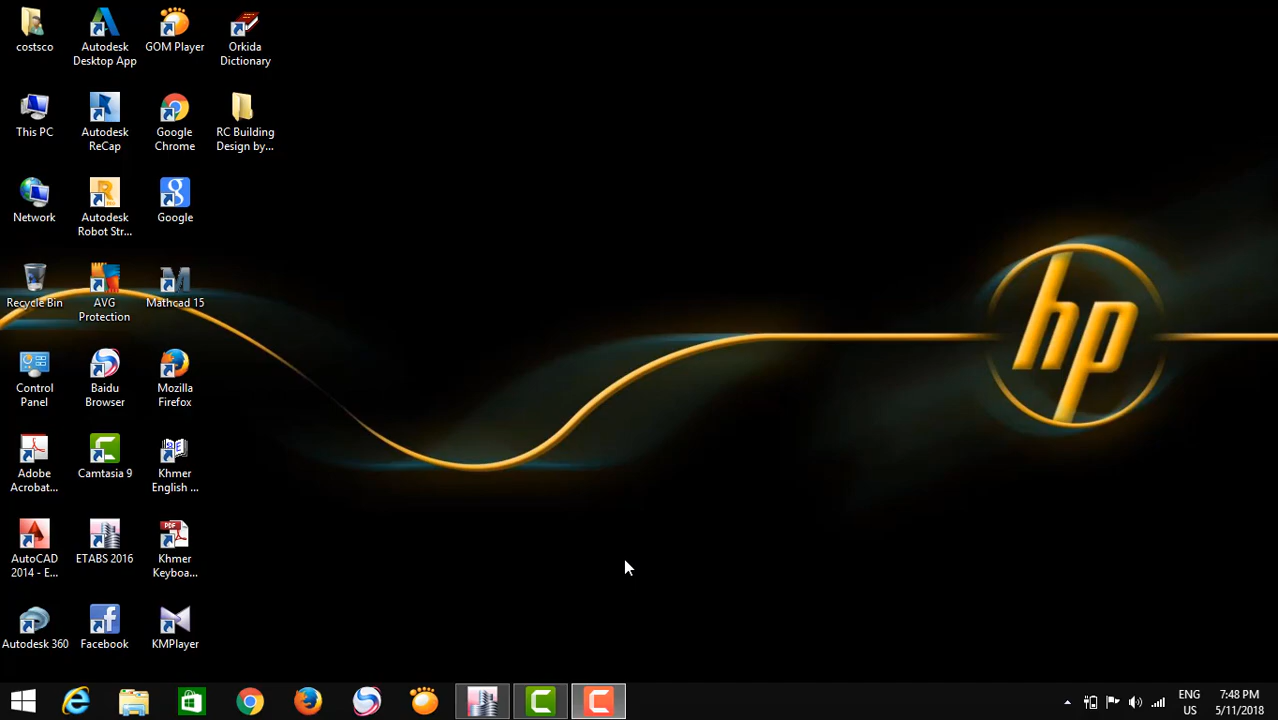 costsco
Autodesk
Desktop App
GOM Player
Orkida
Dictionary
This PC
Autodesk
ReCap
Google
Chrome
RC Building
Design by...
Network
Autodesk
Robot Str...
Google
Recycle Bin
AVG
Protection
Mathcad 15
Control
Panel
Baidu
Browser
Mozilla
Firefox
Adobe
Acrobat...
Camtasia 9
Khmer
English ...
AutoCAD
2014 - E...
ETABS 2016
Khmer
Keyboa...
Autodesk 360
Facebook
KMPlayer
hp
ENG
US
7:48 PM
5/11/2018